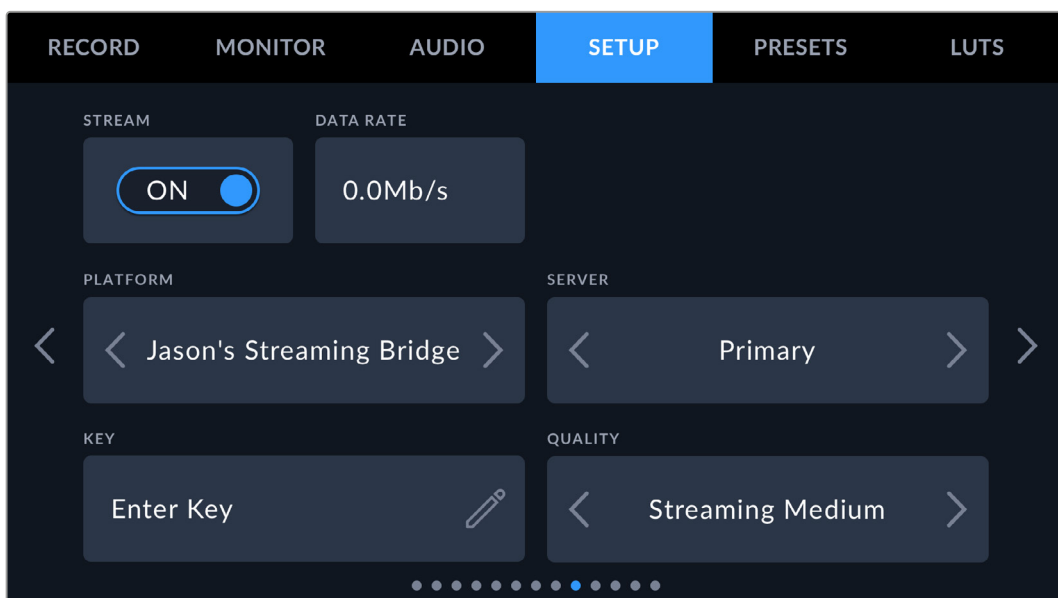 RECORD MONITOR AUDIO SETUP PRESETS LUTS
STREAM DATA RATE
ON 0.0Mb/s
PLATFORM SERVER
Jason's Streaming Bridge Primary
KEY QUALITY
Enter Key Streaming Medium